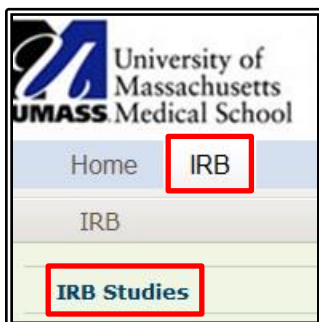 University of
Massachusetts
UMASS Medical School
Home IRB
IRB
IRB Studies